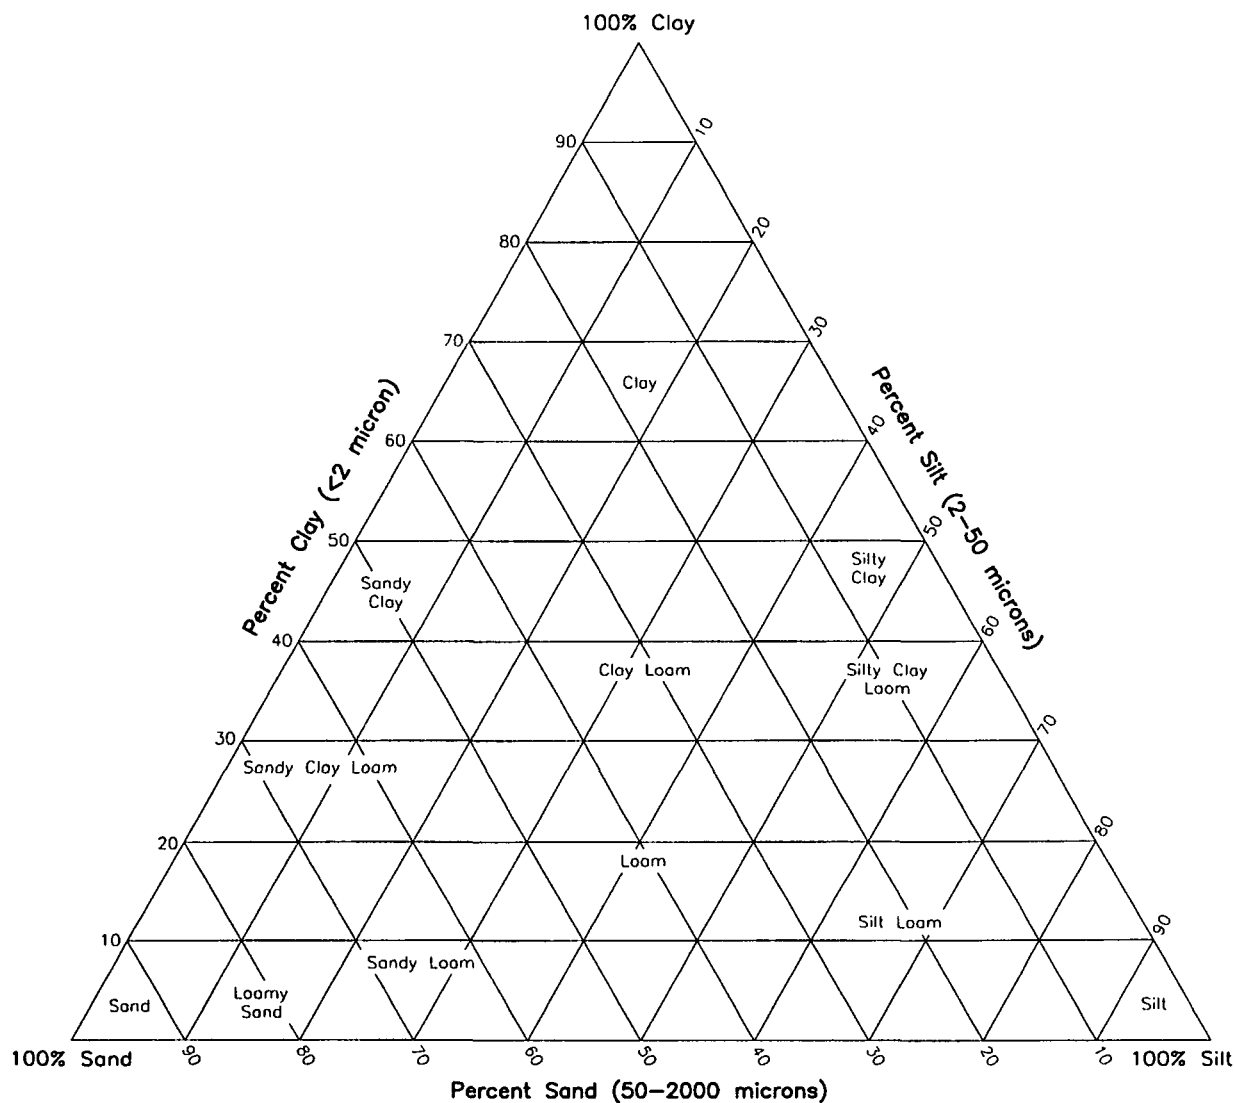 100% Clay
10
90
80
20
70
30
Clay
Percent Clay (<2 micron)
Percent Silt (2-50 microns)
60
40
50
50
Sandy
Clay
Silty
Clay
40
60
Clay Loam
Silty Clay
Loam
30
70
Sandy Clay Loam
20
80
Loam
Silt Loam
10
90
Sandy Loam
Sand
Loamy
Sand
Silt
100% Sand
90
80
70
60
50
40
30
20
10
100% Silt
Percent Sand (50-2000 microns)